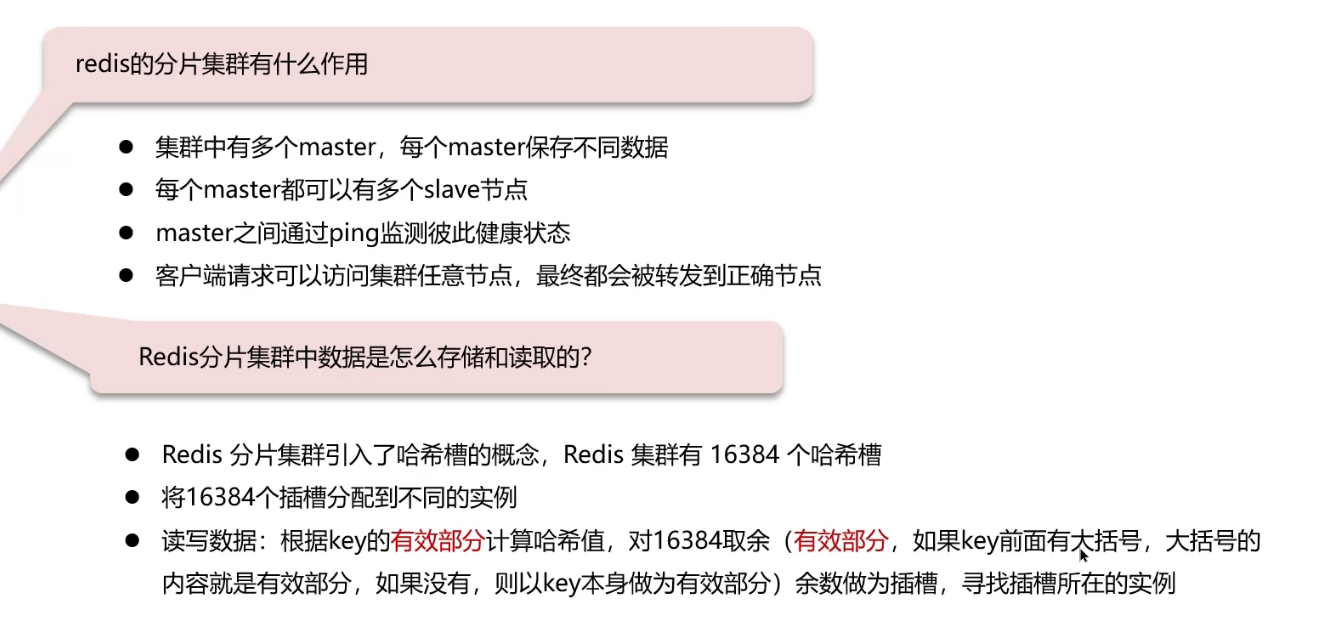 redis的分片集群有什么作用
● 集群中有多个master，每个master保存不同数据
● 每个master都可以有多个slave节点
● master之间通过ping监测彼此健康状态
● 客户端请求可以访问集群任意节点，最终都会被转发到正确节点
Redis分片集群中数据是怎么存储和读取的？
● Redis 分片集群引入了哈希槽的概念，Redis 集群有 16384 个哈希槽
● 将16384个插槽分配到不同的实例
● 读写数据：根据key的有效部分计算哈希值，对16384取余（有效部分，如果key前面有大括号，大括号的
内容就是有效部分，如果没有，则以key本身做为有效部分）余数做为插槽，寻找插槽所在的实例